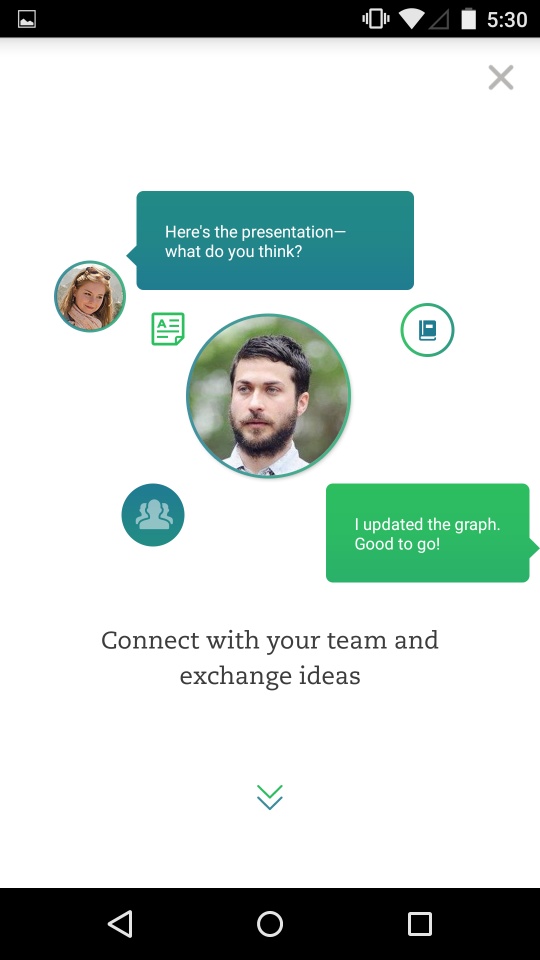 5:30
Here's the presentation—
what do you think?
A
I updated the graph.
Good to go!
Connect with your team and
exchange ideas